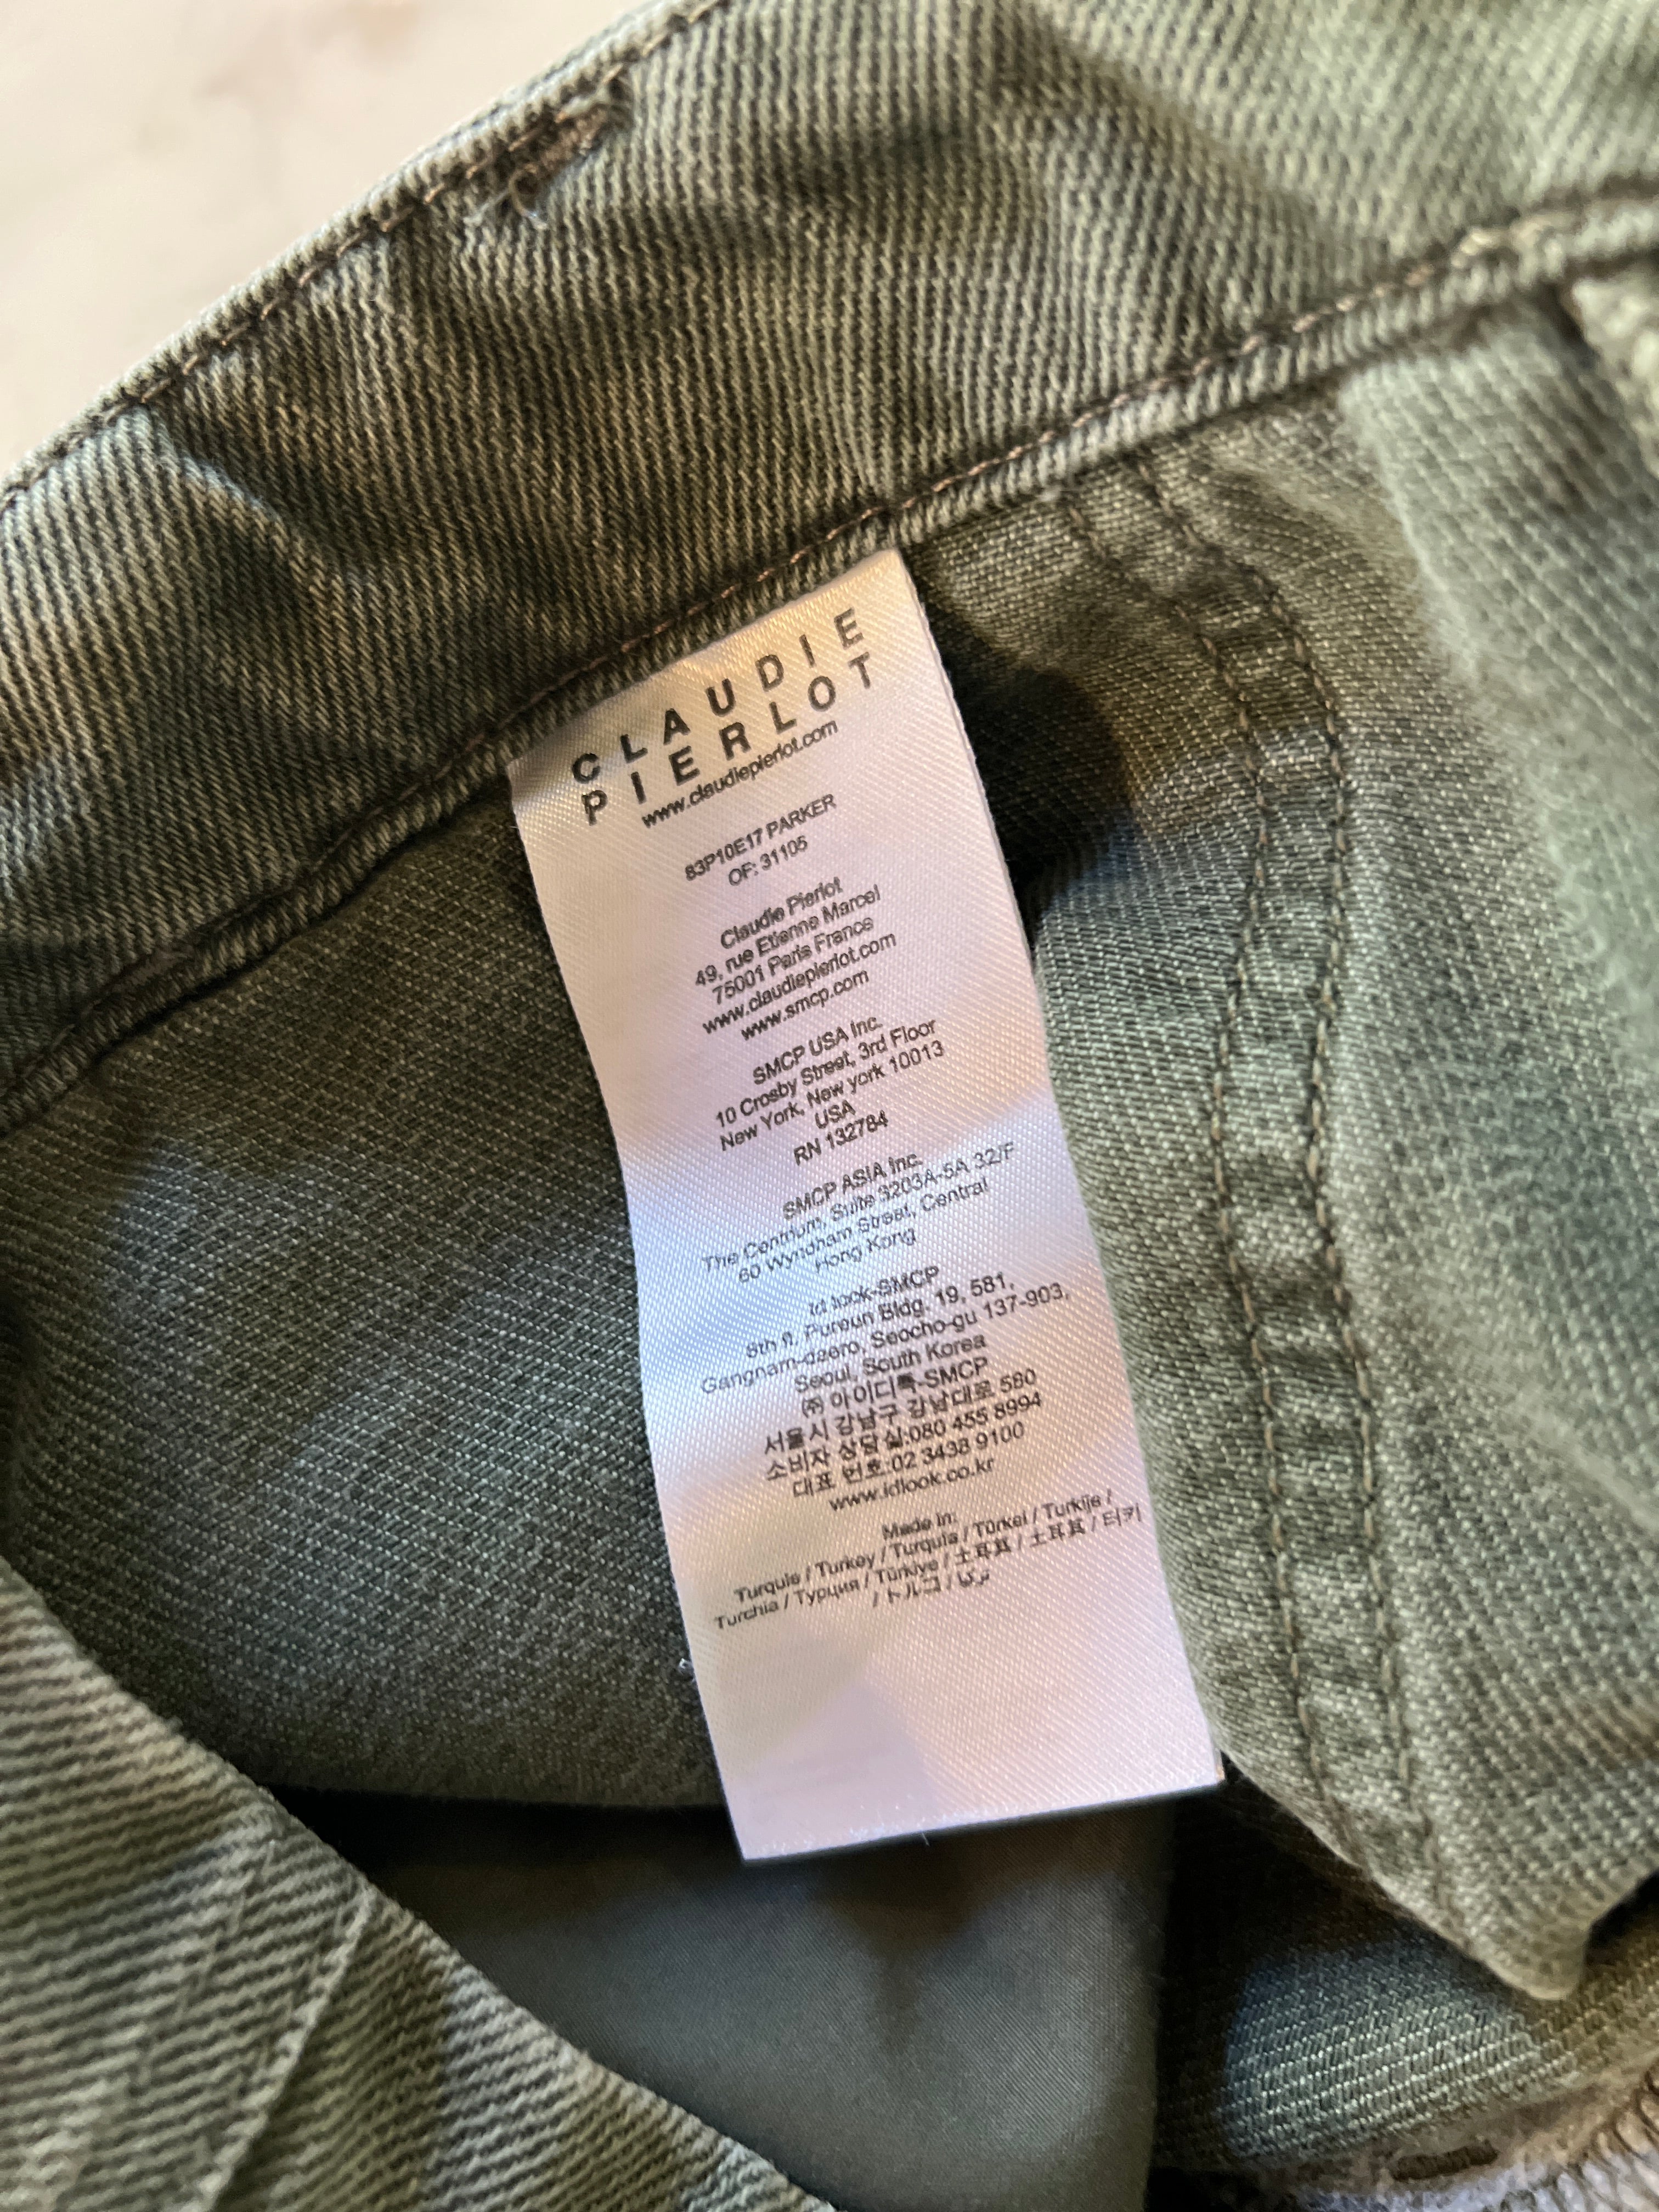 CLAUDIE
PIERLOT
www.claudiepierlot.com
83P10E17 PARKER
OF: 31105
Claudie Pierlot
49, rue Etienne Marcel
75001 Paris France
www.claudiepierlot.com
www.smcp.com
SMCP USA Inc.
10 Crosby Street, 3rd Floor
New York, New york 10013
USA
RN 132784
SMCP ASIA Inc.
The Centrium, Suite 3203A-5A 32/F
60 Wyndham Street, Central
Hong Kong
Id look-SMCP
8th fl. Pureun Bldg. 19, 581,
Gangnam-daero, Seocho-gu 137-903,
Seoul, South Korea
㈜ 아이디룩-SMCP
서울시 강남구 강남대로 580
소비자 상담실:080 455 8994
대표 번호:02 3438 9100
www.idlook.co.kr
Made in:
Turquie / Turkey / Turquía / Türkei / Turkije /
Turchia / Турция / Türkiye / 土耳其 / 土耳其 / 터키
/ トルコ / تركيا